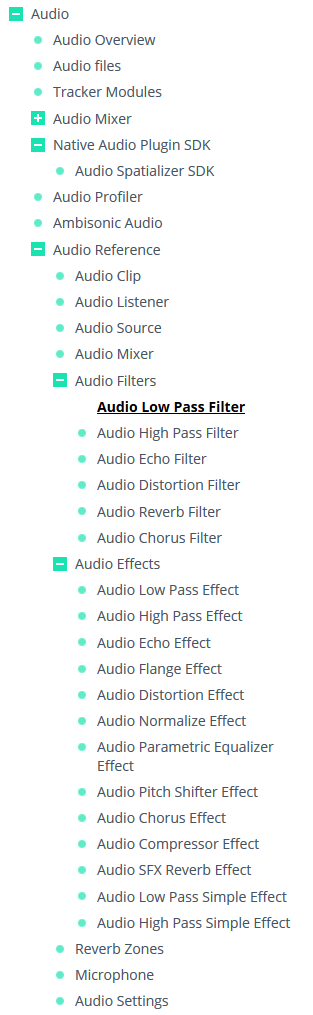 Audio
Audio Overview
Audio files
Tracker Modules
Audio Mixer
Native Audio Plugin SDK
Audio Spatializer SDK
Audio Profiler
Ambisonic Audio
Audio Reference
Audio Clip
Audio Listener
Audio Source
Audio Mixer
Audio Filters
Audio Low Pass Filter
Audio High Pass Filter
Audio Echo Filter
Audio Distortion Filter
Audio Reverb Filter
Audio Chorus Filter
Audio Effects
Audio Low Pass Effect
Audio High Pass Effect
Audio Echo Effect
Audio Flange Effect
Audio Distortion Effect
Audio Normalize Effect
Audio Parametric Equalizer
Effect
Audio Pitch Shifter Effect
Audio Chorus Effect
Audio Compressor Effect
Audio SFX Reverb Effect
Audio Low Pass Simple Effect
Audio High Pass Simple Effect
Reverb Zones
Microphone
Audio Settings